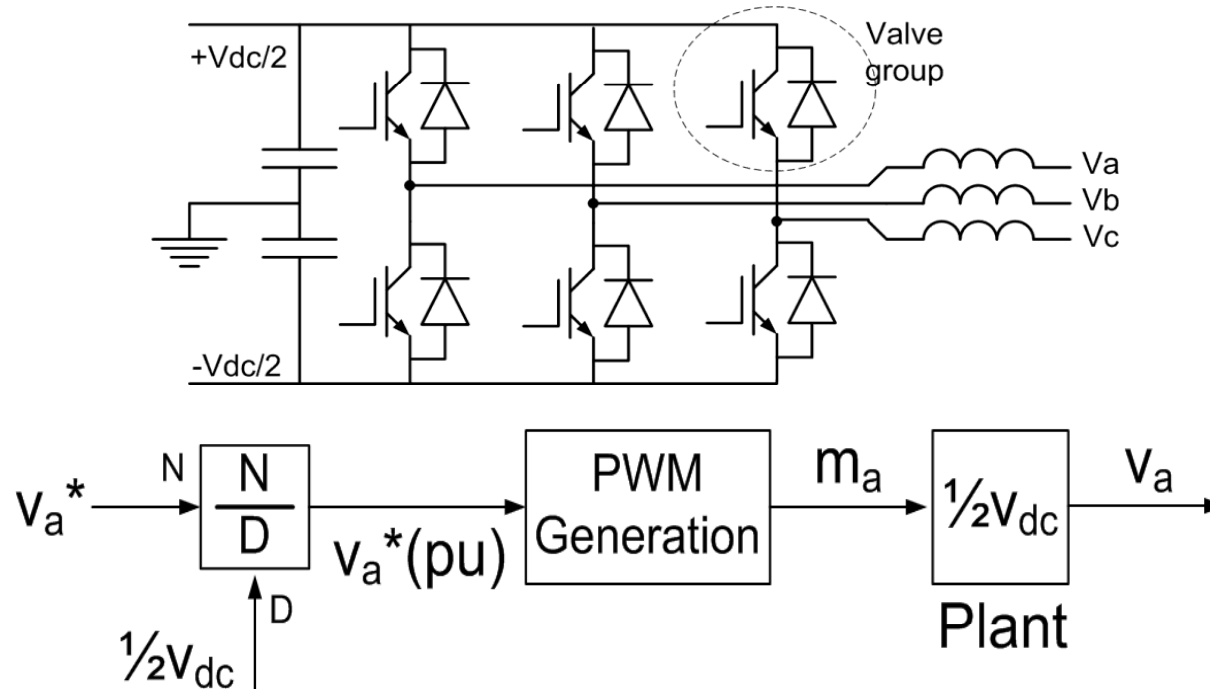 +Vdc/2
Valve
group
Va
Vb
Vc
-Vdc/2
va*
N
N
D
D
½vdc
va*(pu)
PWM
Generation
ma
½vdc
Plant
va